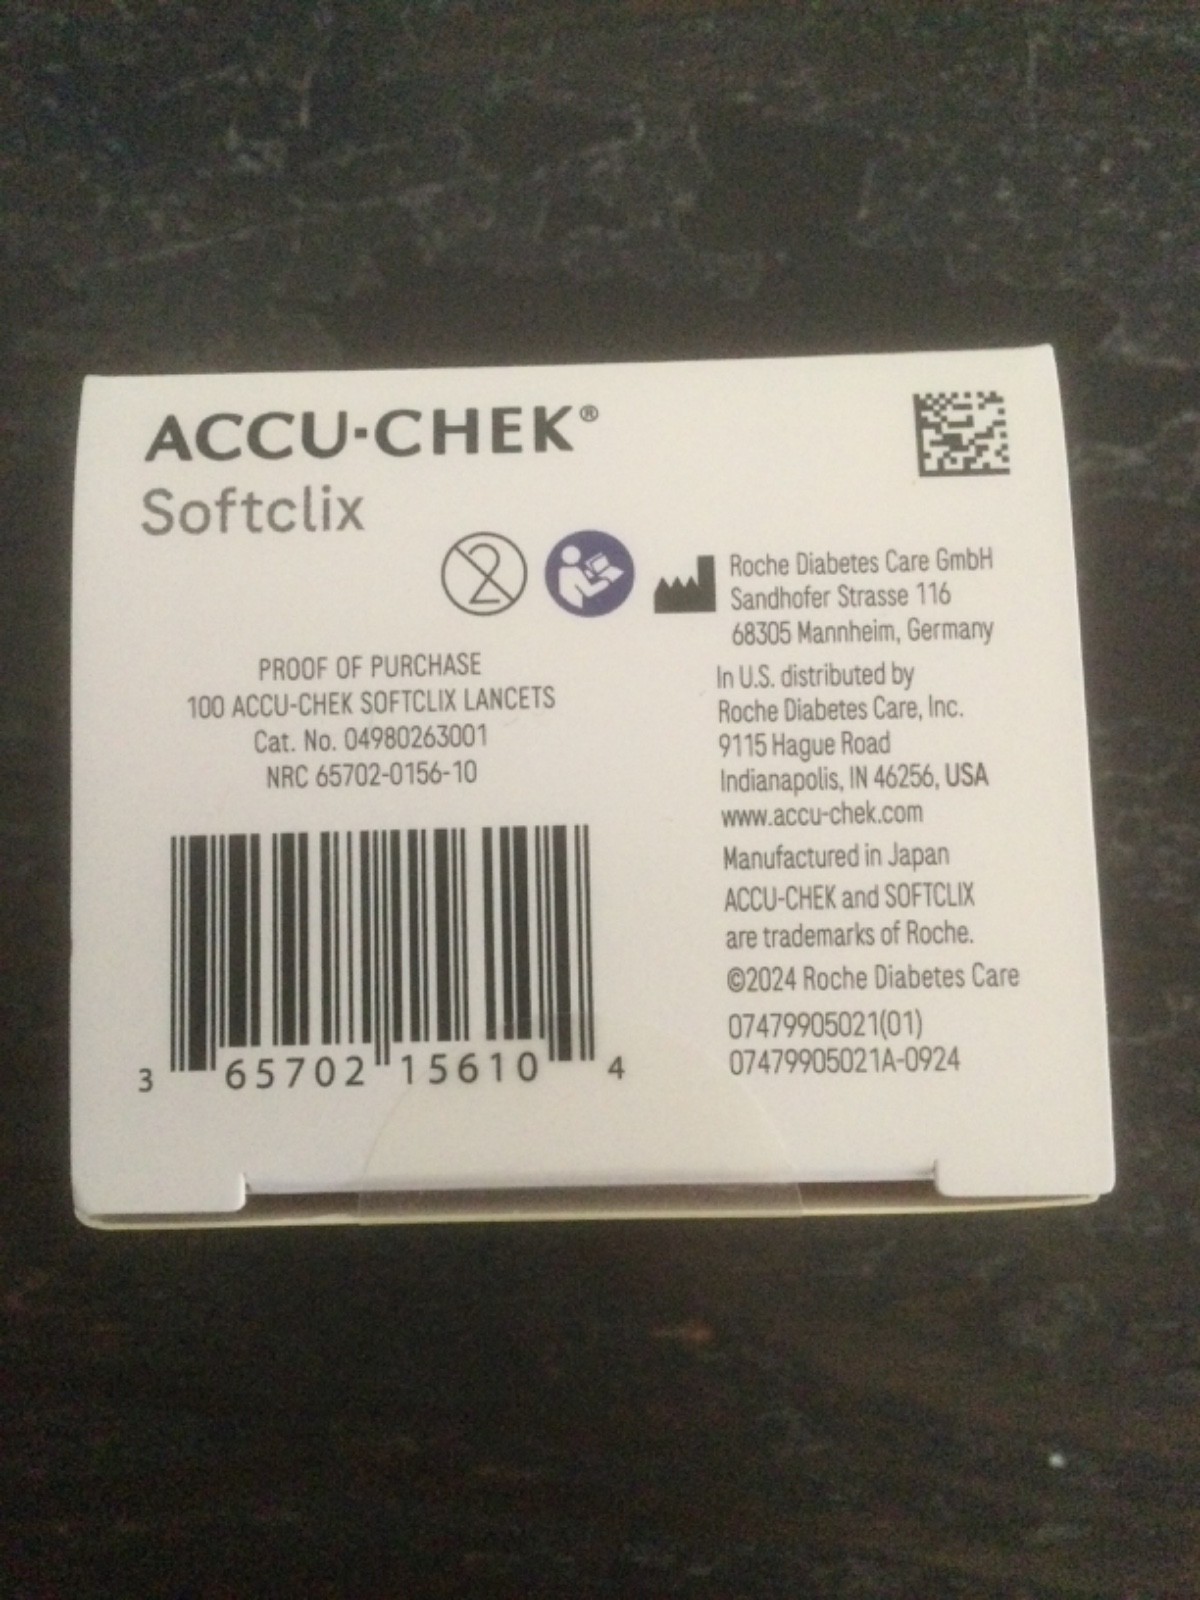 ACCU-CHEK®
Softclix
2
Roche Diabetes Care GmbH
Sandhofer Strasse 116
68305 Mannheim, Germany
PROOF OF PURCHASE
100 ACCU-CHEK SOFTCLIX LANCETS
Cat. No. 04980263001
NRC 65702-0156-10
3 65702 15610 4
In U.S. distributed by
Roche Diabetes Care, Inc.
9115 Hague Road
Indianapolis, IN 46256, USA
www.accu-chek.com
Manufactured in Japan
ACCU-CHEK and SOFTCLIX
are trademarks of Roche.
©2024 Roche Diabetes Care
07479905021(01)
07479905021A-0924